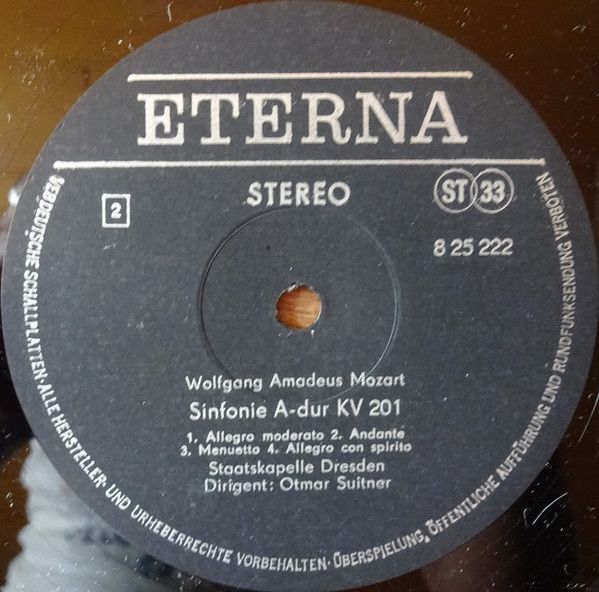 ETERNA
STEREO
ST 33
2
8 25 222
Wolfgang Amadeus Mozart
Sinfonie A-dur KV 201
1. Allegro moderato 2. Andante
3. Menuetto 4. Allegro con spirito
Staatskapelle Dresden
Dirigent: Otmar Suitner
VEB DEUTSCHE SCHALLPLATTEN · ALLE HERSTELLER- UND URHEBERRECHTE VORBEHALTEN · ÜBERSPIELUNG, ÖFFENTLICHE AUFFÜHRUNG UND RUNDFUNKSENDUNG VERBOTEN